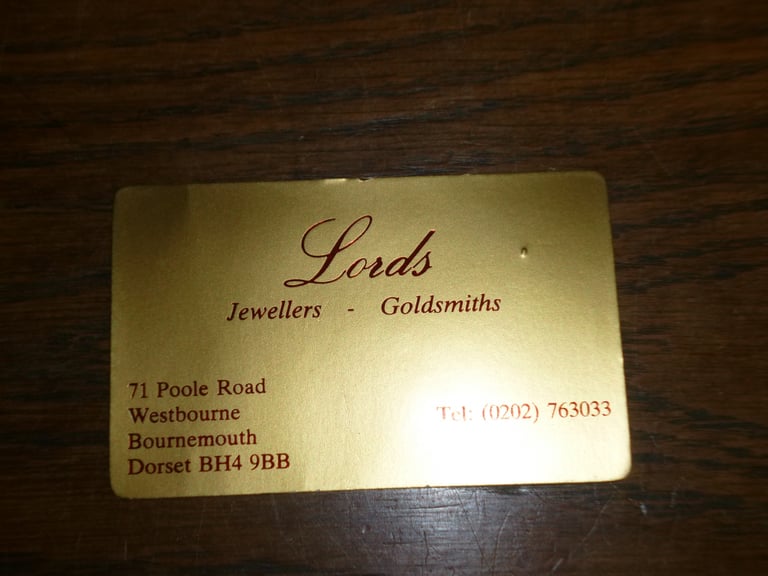 Lords
Jewellers - Goldsmiths
71 Poole Road
Westbourne
Bournemouth
Dorset BH4 9BB
Tel: (0202) 763033